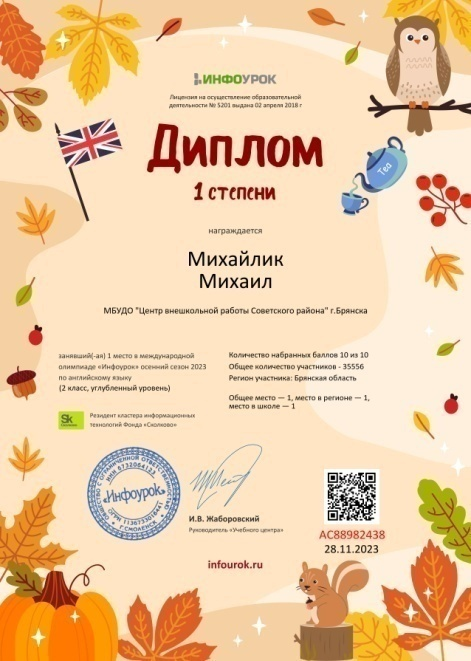 ИНФОУРОК
Лицензия на осуществление образовательной
деятельности № 5201 выдана 02 апреля 2018 г
Диплом
1 степени
Tea
награждается
Михайлик
Михаил
МБУДО "Центр внешкольной работы Советского района" г.Брянска
занявший(-ая) 1 место в международной
олимпиаде «Инфоурок» осенний сезон 2023
по английскому языку
(2 класс, углубленный уровень)
Количество набранных баллов 10 из 10
Общее количество участников - 35556
Регион участника: Брянская область
Общее место — 1, место в регионе — 1,
место в школе — 1
Sk
Резидент кластера информационных
технологий Фонда «Сколково»
«Инфоурок»
Г.СМОЛЕНСК
И.В. Жаборовский
Руководитель «Учебного центра»
AC88982438
28.11.2023
infourok.ru